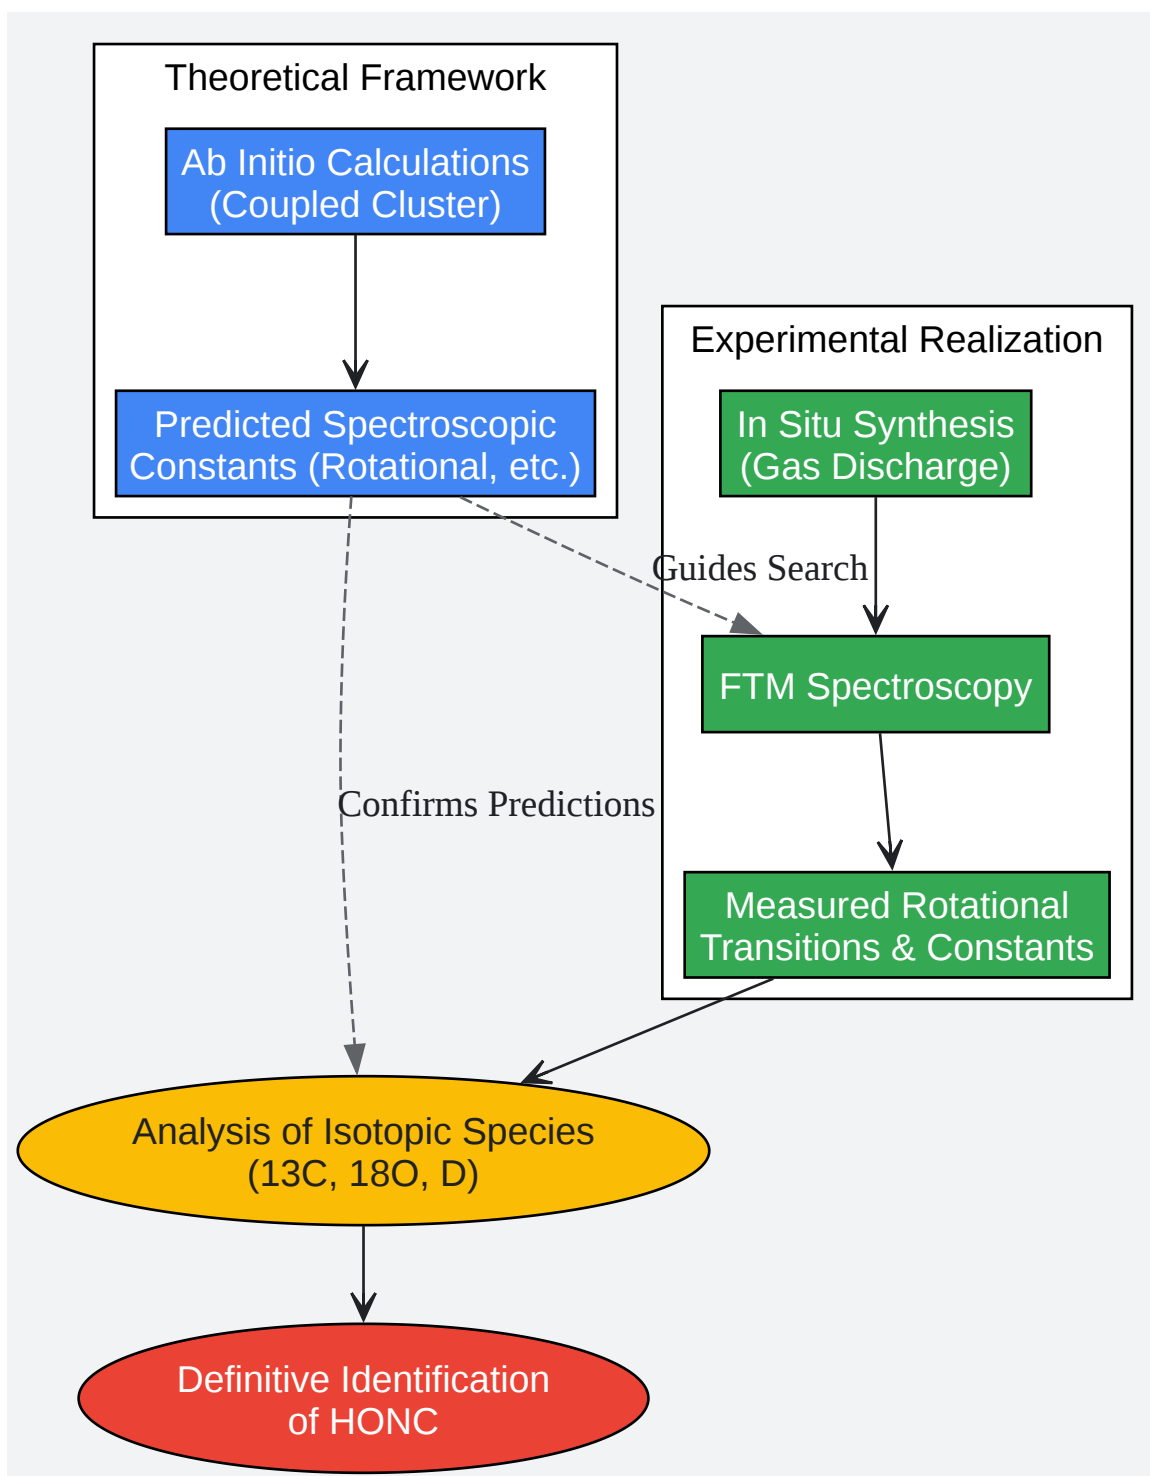 Theoretical Framework
Ab Initio Calculations
(Coupled Cluster)
Predicted Spectroscopic
Constants (Rotational, etc.)
Experimental Realization
In Situ Synthesis
(Gas Discharge)
Guides Search
FTM Spectroscopy
Confirms Predictions
Measured Rotational
Transitions & Constants
Analysis of Isotopic Species
(13C, 18O, D)
Definitive Identification
of HONC